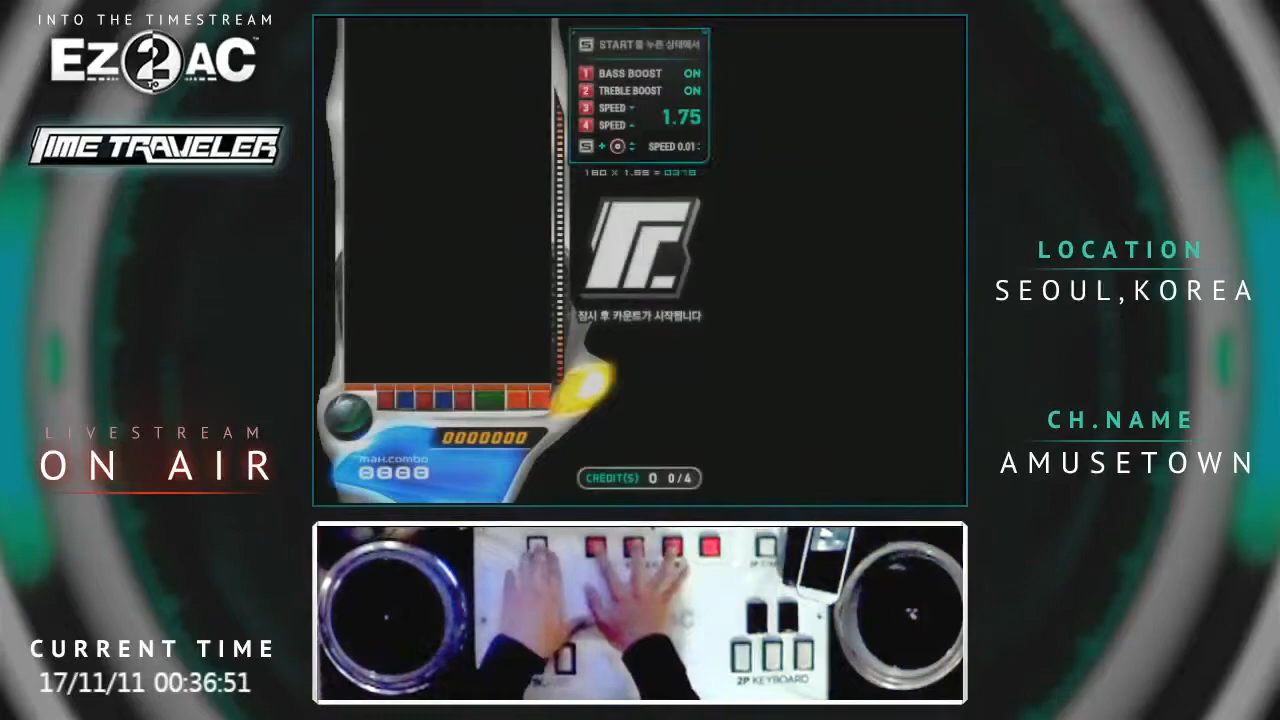 INTO THE TIMESTREAM
EZ2AC
TO
TM
TIME TRAVELER
LIVESTREAM
ON AIR
CURRENT TIME
17/11/11 00:36:51
S START를 누른 상태에서
1 BASS BOOST ON
2 TREBLE BOOST ON
3 SPEED -
4 SPEED -
1.75
S + SPEED 0.01
잠시 후 카운트가 시작됩니다
0000000
max.combo
8888
CREDIT(S) 0 0/4
2P KEYBOARD
LOCATION
SEOUL,KOREA
CH.NAME
AMUSETOWN